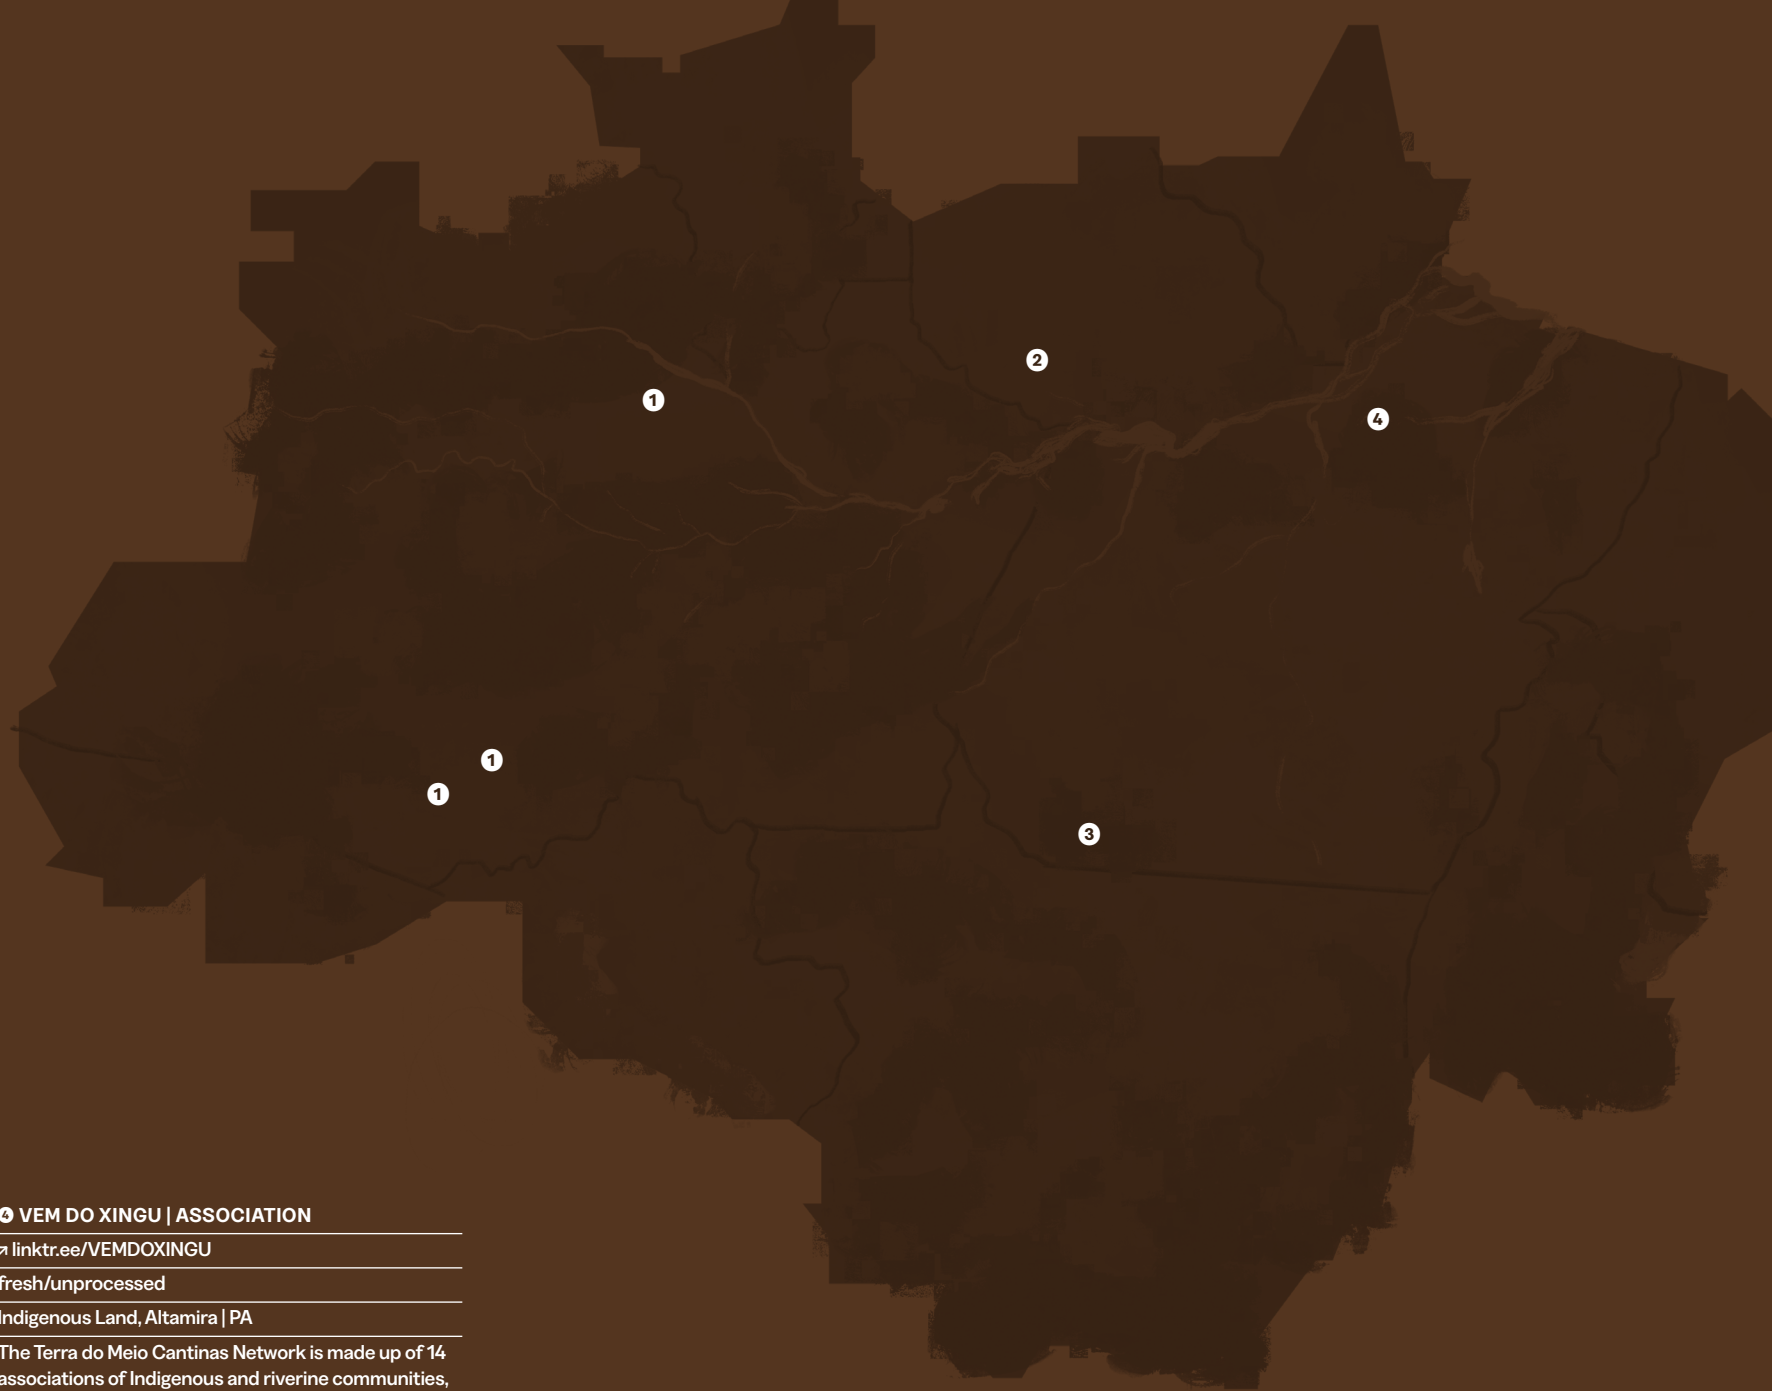 2
1
4
1
1
3
4 VEM DO XINGU | ASSOCIATION
↗ linktr.ee/VEMDOXINGU
fresh/unprocessed
Indigenous Land, Altamira | PA
The Terra do Meio Cantinas Network is made up of 14
associations of Indigenous and riverine communities,